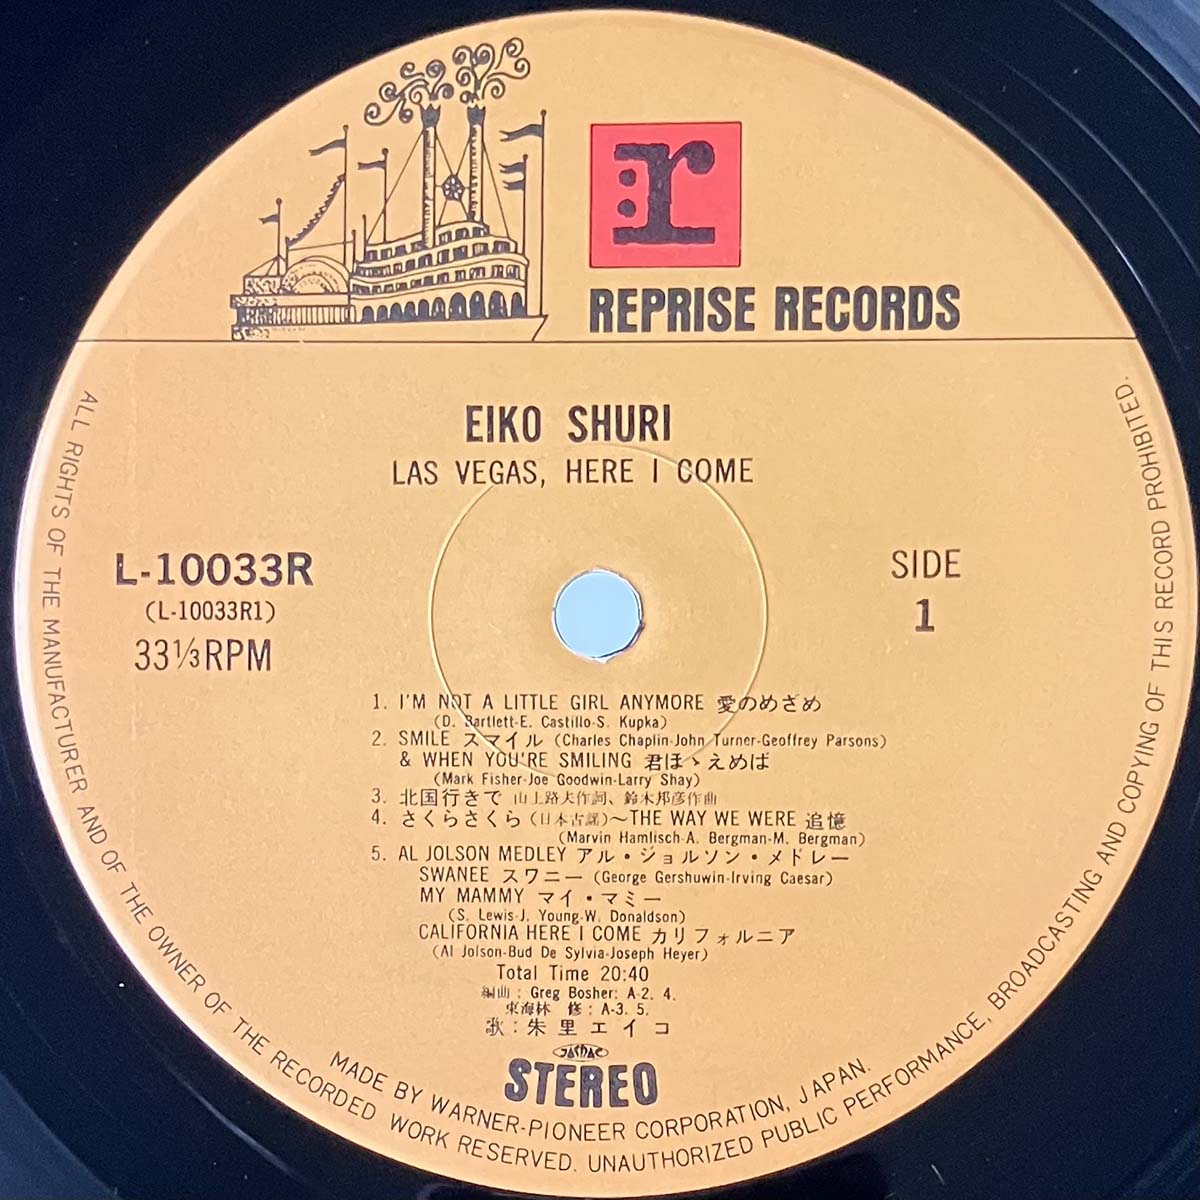 r
REPRISE RECORDS
EIKO SHURI
LAS VEGAS, HERE I COME
L-10033R
(L-10033R1)
33⅓RPM
SIDE
1
1. I'M NOT A LITTLE GIRL ANYMORE 愛のめざめ
(D. Bartlett-E. Castillo-S. Kupka)
2. SMILE スマイル (Charles Chaplin-John Turner-Geoffrey Parsons)
& WHEN YOU'RE SMILING 君ほゝえめば
(Mark Fisher-Joe Goodwin-Larry Shay)
3. 北国行きで 山上路夫作詞、鈴木邦彦作曲
4. さくらさくら (日本古謡)～THE WAY WE WERE 追憶
(Marvin Hamlisch-A. Bergman-M. Bergman)
5. AL JOLSON MEDLEY アル・ジョルソン・メドレー
SWANEE スワニー (George Gershuwin-Irving Caesar)
MY MAMMY マイ・マミー
(S. Lewis-J. Young-W. Donaldson)
CALIFORNIA HERE I COME カリフォルニア
(Al Jolson-Bud De Sylvia-Joseph Heyer)
Total Time 20:40
編曲: Greg Bosher: A-2. 4.
東海林 修: A-3. 5.
歌: 朱里エイコ
JASRAC
STEREO
MADE BY WARNER-PIONEER CORPORATION, JAPAN.
ALL RIGHTS OF THE MANUFACTURER AND OF THE OWNER OF THE RECORDED WORK RESERVED. UNAUTHORIZED PUBLIC PERFORMANCE, BROADCASTING AND COPYING OF THIS RECORD PROHIBITED.